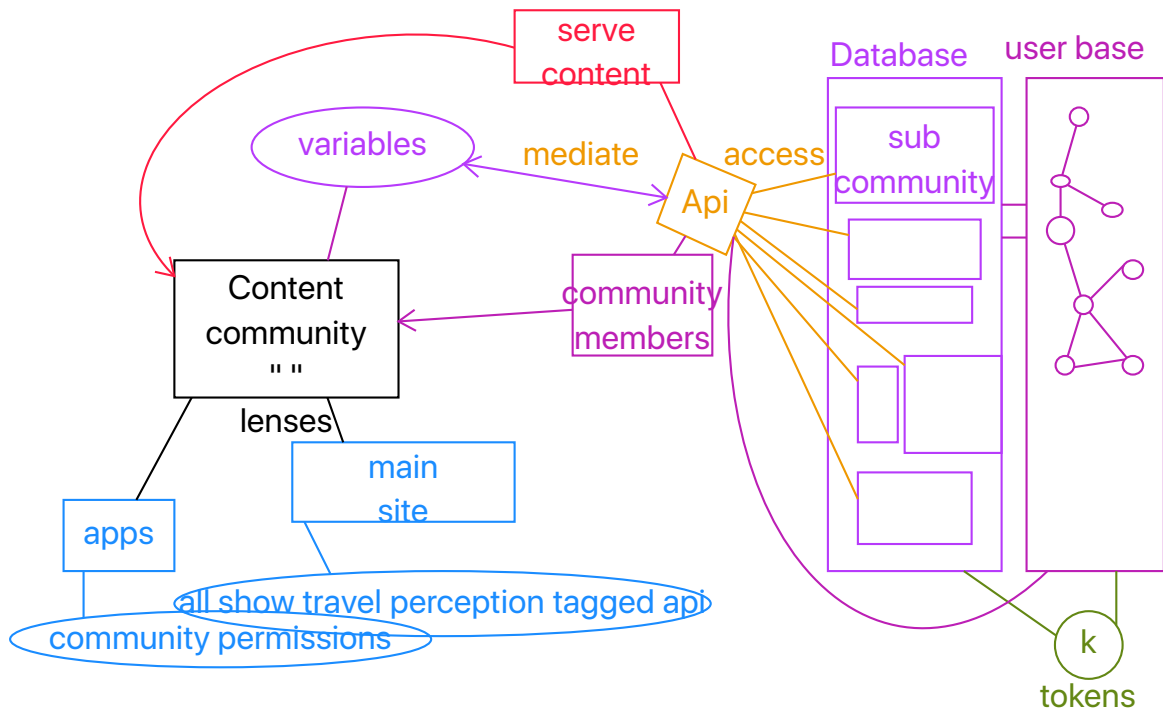 serve
content
Database
user base
variables
mediate
access
sub
community
Api
Content
community
" "
community
members
lenses
main
site
apps
all show travel perception tagged api
community permissions
k
tokens